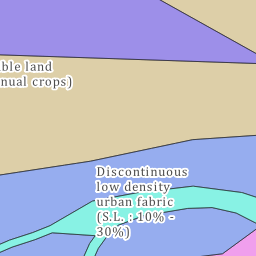 ble land
nual crops)
Discontinuous
low density
urban fabric
(S.L. : 10% -
30%)